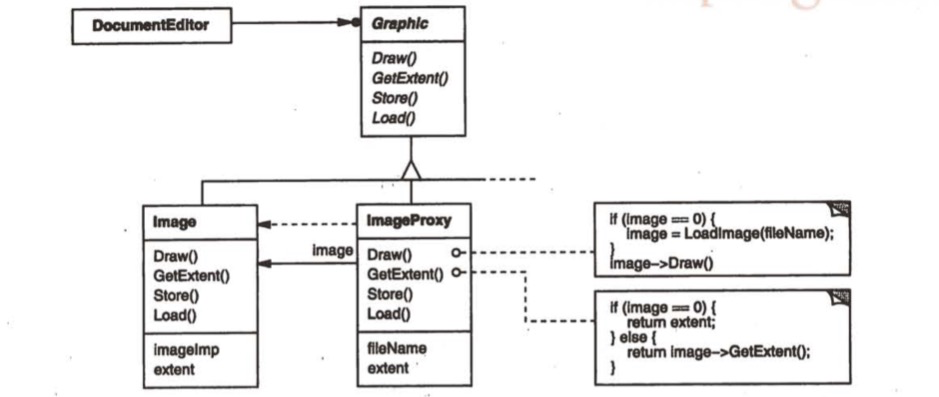 DocumentEditor
Graphic
Draw()
GetExtent()
Store()
Load()
Image
Draw()
GetExtent()
Store()
Load()
imageImp
extent
image
ImageProxy
Draw()
GetExtent()
Store()
Load()
fileName
extent
if (image == 0) {
image = LoadImage(fileName);
}
image->Draw()
if (image == 0) {
return extent;
} else {
return image->GetExtent();
}